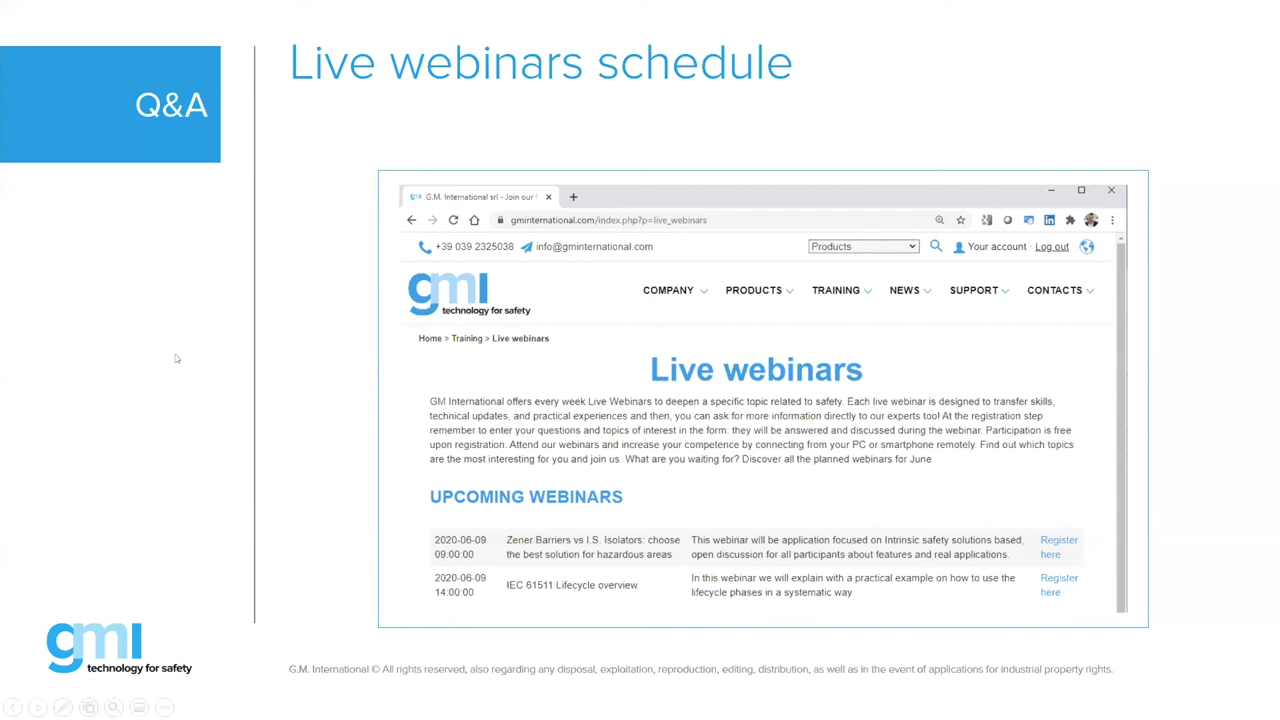 Live webinars schedule
Q&A
G.M. International srl - Join our
gminternational.com/index.php?p=live_webinars
+39 039 2325038 info@gminternational.com Products Your account · Log out
gmi
technology for safety
COMPANY PRODUCTS TRAINING NEWS SUPPORT CONTACTS
Home > Training > Live webinars
Live webinars
GM International offers every week Live Webinars to deepen a specific topic related to safety. Each live webinar is designed to transfer skills,
technical updates, and practical experiences and then, you can ask for more information directly to our experts too! At the registration step
remember to enter your questions and topics of interest in the form: they will be answered and discussed during the webinar. Participation is free
upon registration. Attend our webinars and increase your competence by connecting from your PC or smartphone remotely. Find out which topics
are the most interesting for you and join us. What are you waiting for? Discover all the planned webinars for June
UPCOMING WEBINARS
2020-06-09 Zener Barriers vs I.S. Isolators: choose This webinar will be application focused on Intrinsic safety solutions based, Register
09:00:00 the best solution for hazardous areas open discussion for all participants about features and real applications. here
2020-06-09 IEC 61511 Lifecycle overview In this webinar we will explain with a practical example on how to use the Register
14:00:00 lifecycle phases in a systematic way here
gmi
technology for safety
G.M. International © All rights reserved, also regarding any disposal, exploitation, reproduction, editing, distribution, as well as in the event of applications for industrial property rights.